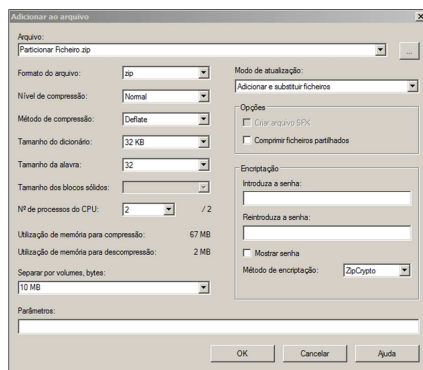 Adicionar ao arquivo
Arquivo:
Particionar Ficheiro.zip
...
Formato do arquivo: zip
Nível de compressão: Normal
Método de compressão: Deflate
Tamanho do dicionário: 32 KB
Tamanho da alavra: 32
Tamanho dos blocos sólidos:
Nº de processos do CPU: 2 / 2
Utilização de memória para compressão: 67 MB
Utilização de memória para descompressão: 2 MB
Separar por volumes, bytes:
10 MB
Modo de atualização:
Adicionar e substituir ficheiros
Opções
Criar arquivo SFX
Comprimir ficheiros partilhados
Encriptação
Introduza a senha:
Reintroduza a senha:
Mostrar senha
Método de encriptação: ZipCrypto
Parâmetros:
OK Cancelar Ajuda